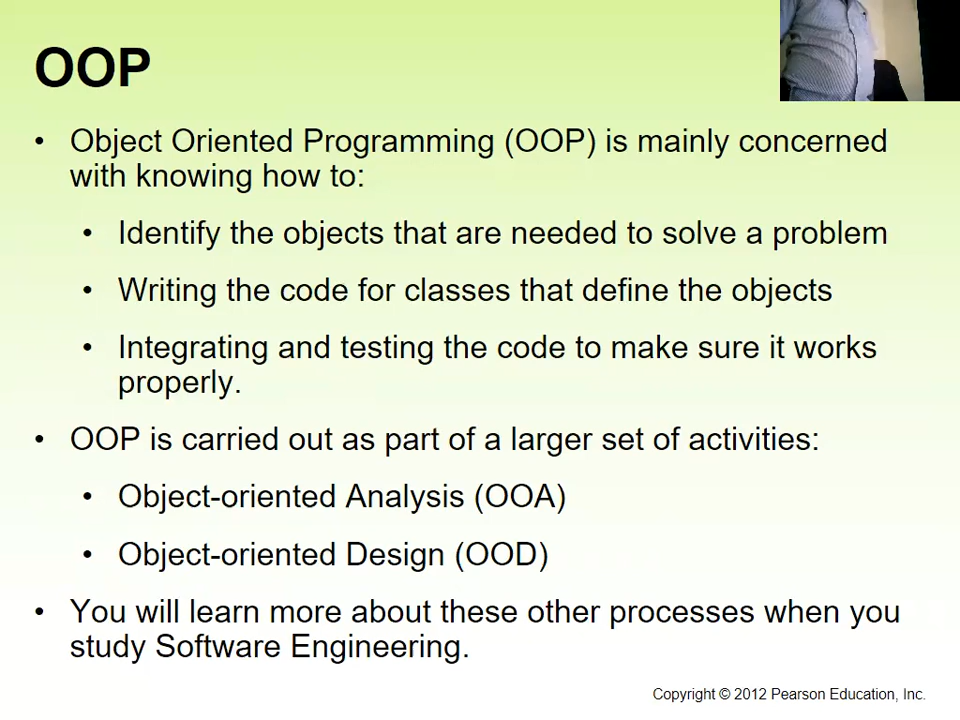 OOP
• Object Oriented Programming (OOP) is mainly concerned
with knowing how to:
• Identify the objects that are needed to solve a problem
• Writing the code for classes that define the objects
• Integrating and testing the code to make sure it works
properly.
• OOP is carried out as part of a larger set of activities:
• Object-oriented Analysis (OOA)
• Object-oriented Design (OOD)
• You will learn more about these other processes when you
study Software Engineering.
Copyright © 2012 Pearson Education, Inc.